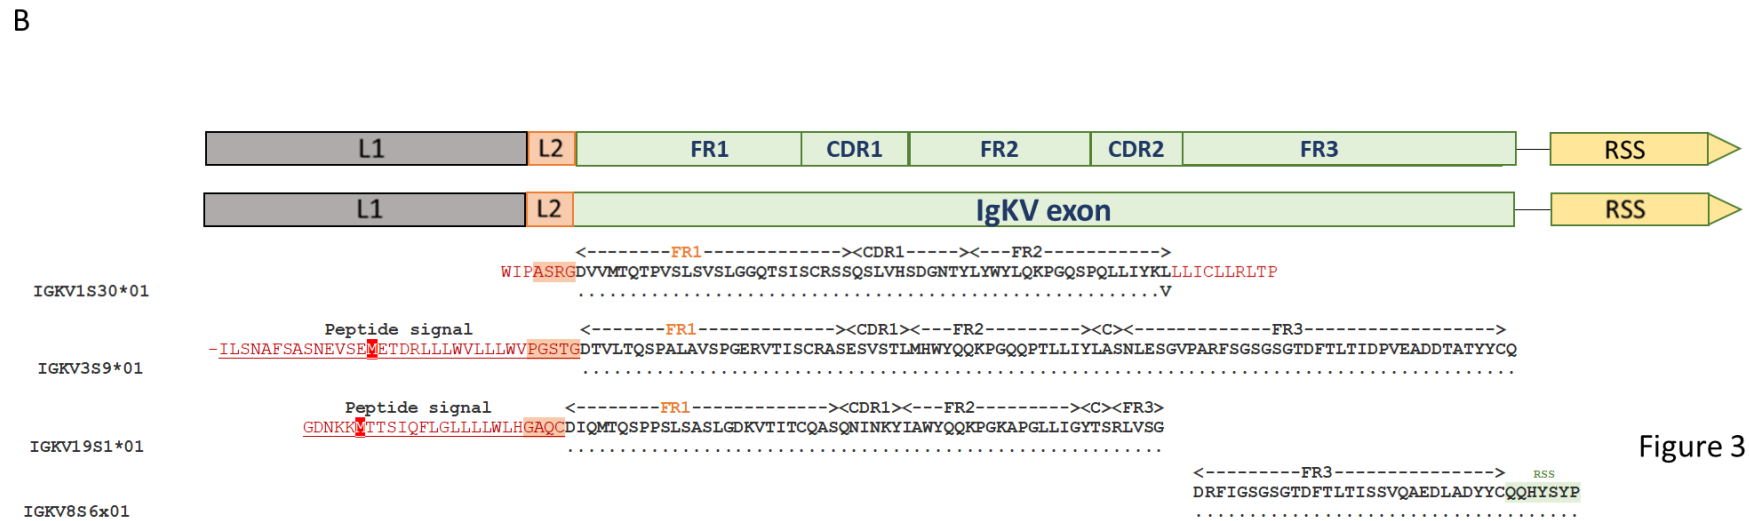 B
L1 L2 FR1 CDR1 FR2 CDR2 FR3 RSS
L1 L2 IgKV exon RSS
<--------FR1--------------><CDR1-----><---FR2----------->
WIPASRGDVVMTQTPVSLSVSLGGQTSISCRSSQSLVHSDGNTYLYWYLQKPGQSPQLLIYKLLLICLLRLTP
IGKV1S30*01
........................................................V
Peptide signal <--------FR1--------------><CDR1><---FR2----------><C><--------------FR3------------------->
-ILSNAFSASNEVSEMETDRLLLWVLLLWVPGSTGDTVLTQSPALAVSPGERVTISCRASESVSTLMHWYQQKPGQQPTLLIYLASNLESGVPARFSGSGSGTDFTLTIDPVEADDTATYYCQ
IGKV3S9*01
..........................................................................................
Peptide signal <---------FR1-------------><CDR1><---FR2----------><C><FR3>
GDNKKMTTSIQFLGLLLLWLHGAQCDIQMTQSPPSLSASLGDKVTITCQASQNINKYIAWYQQKPGKAPGLLIGYTSRLVSG
IGKV19S1*01
.........................................................
Figure 3
<---------FR3---------------> RSS
DRFIGSGSGTDFTLTISSVQAEDLADYYCQQHYSYP
IGKV8S6x01
.....................................